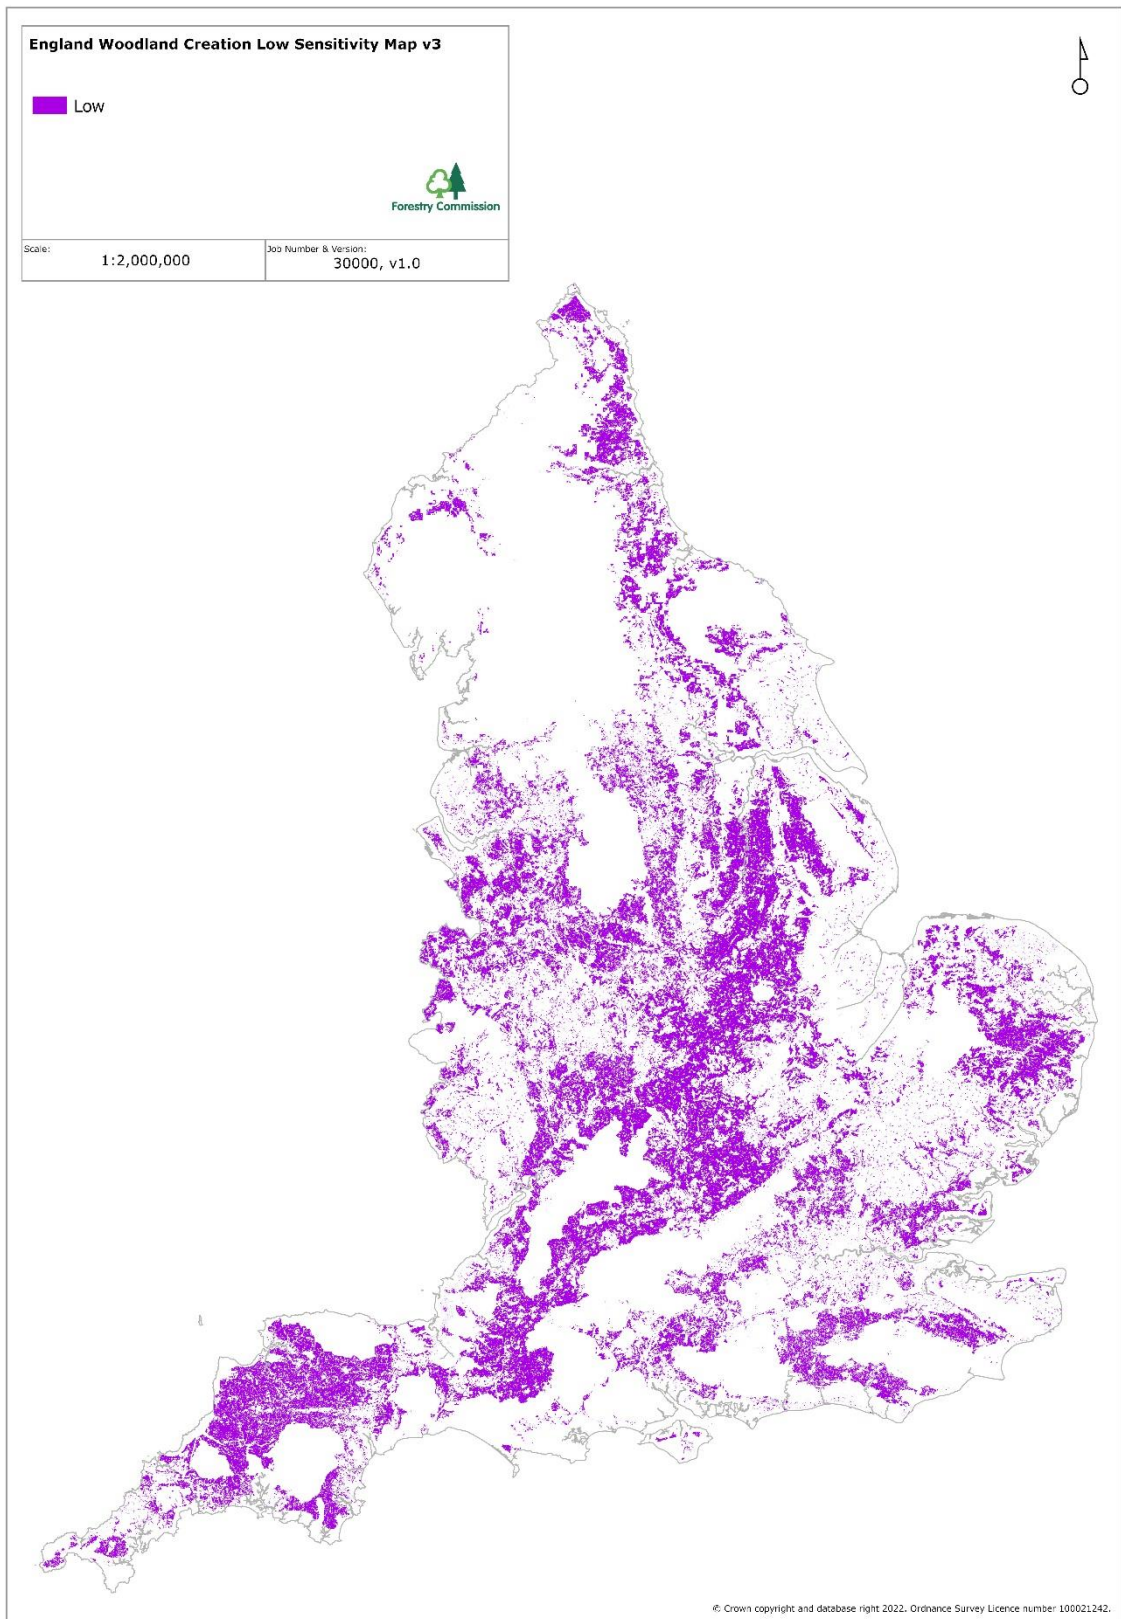 England Woodland Creation Low Sensitivity Map v3
Low
Forestry Commission
Scale:
1:2,000,000
Job Number & Version:
30000, v1.0
© Crown copyright and database right 2022. Ordnance Survey Licence number 100021242.